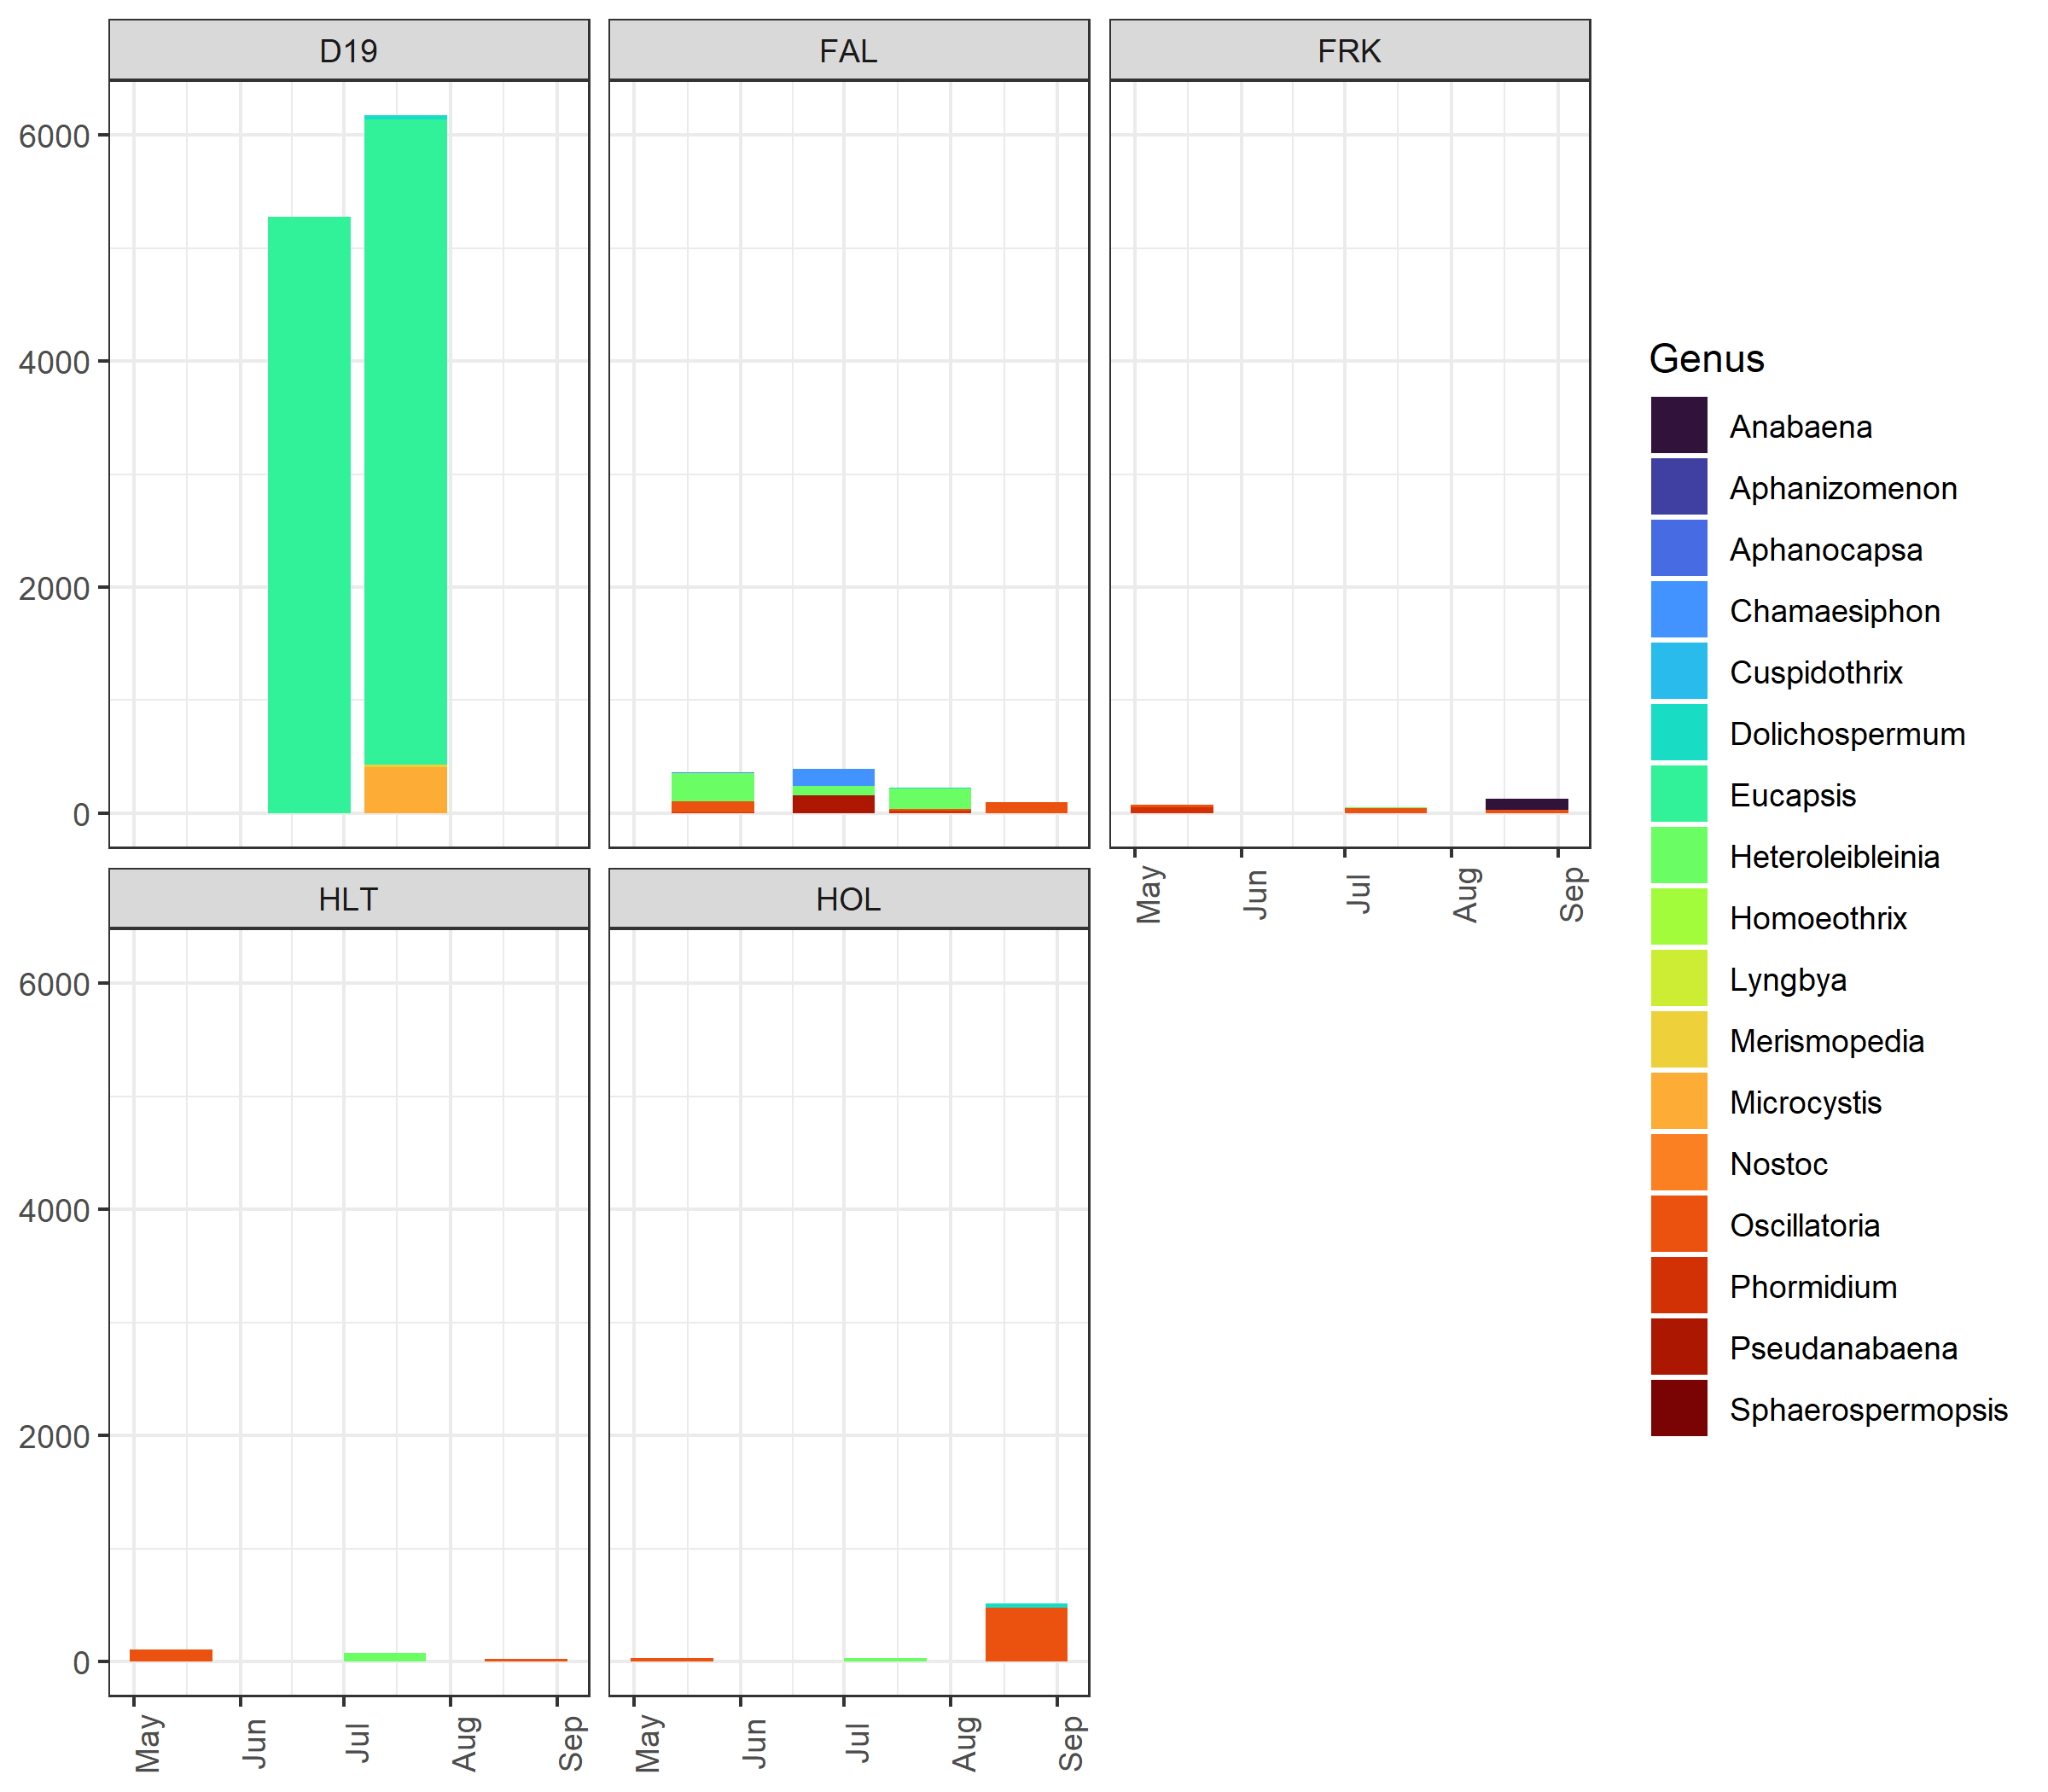 D19
FAL
FRK
6000
4000
2000
0
May
Jun
Jul
Aug
Sep
HLT
HOL
6000
4000
2000
0
May
Jun
Jul
Aug
Sep
May
Jun
Jul
Aug
Sep
Genus
Anabaena
Aphanizomenon
Aphanocapsa
Chamaesiphon
Cuspidothrix
Dolichospermum
Eucapsis
Heteroleibleinia
Homoeothrix
Lyngbya
Merismopedia
Microcystis
Nostoc
Oscillatoria
Phormidium
Pseudanabaena
Sphaerospermopsis